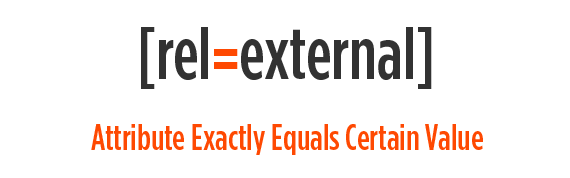 [rel=external]
Attribute Exactly Equals Certain Value